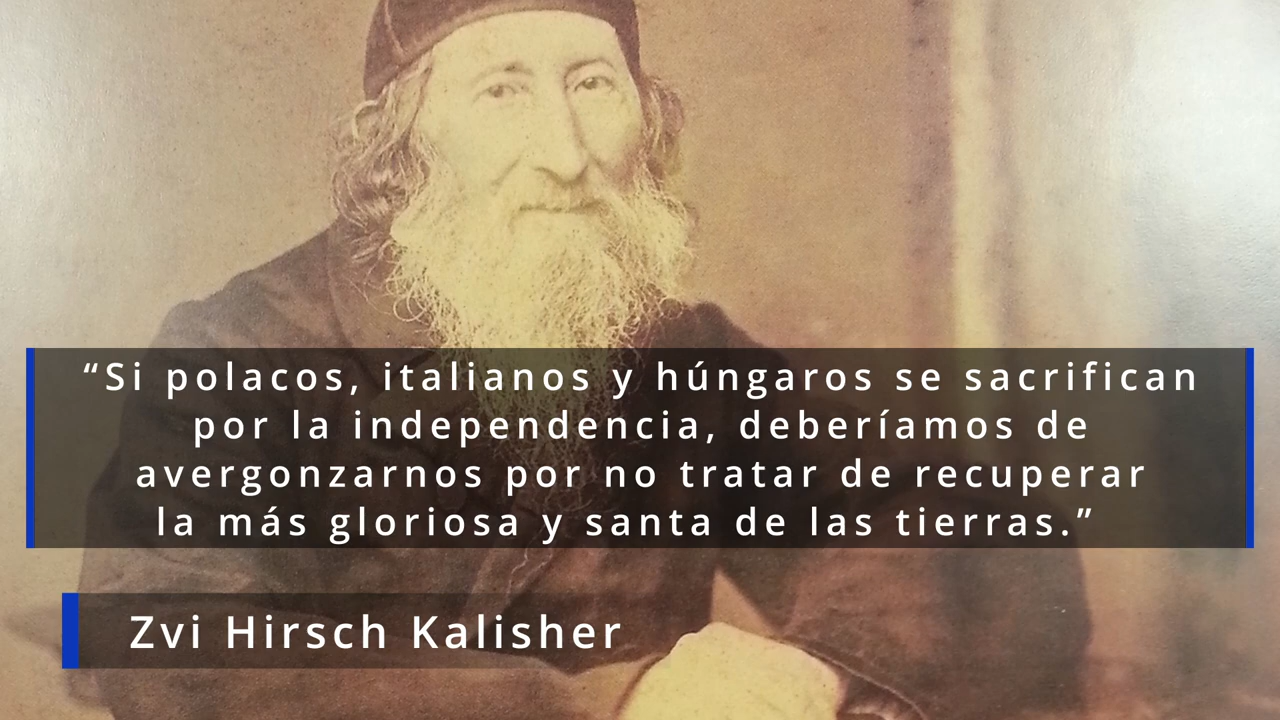 “Si polacos, italianos y húngaros se sacrifican
por la independencia, deberíamos de
avergonzarnos por no tratar de recuperar
la más gloriosa y santa de las tierras.”
Zvi Hirsch Kalisher